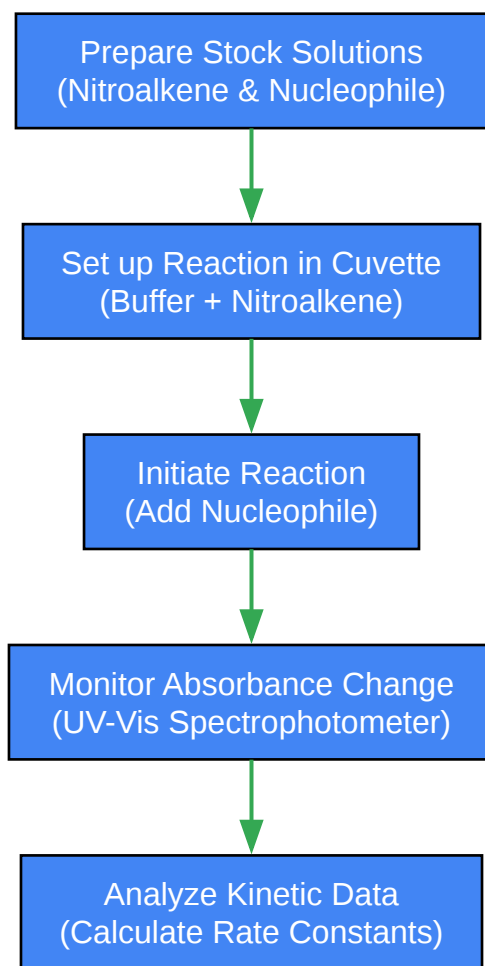 Prepare Stock Solutions
(Nitroalkene & Nucleophile)
Set up Reaction in Cuvette
(Buffer + Nitroalkene)
Initiate Reaction
(Add Nucleophile)
Monitor Absorbance Change
(UV-Vis Spectrophotometer)
Analyze Kinetic Data
(Calculate Rate Constants)